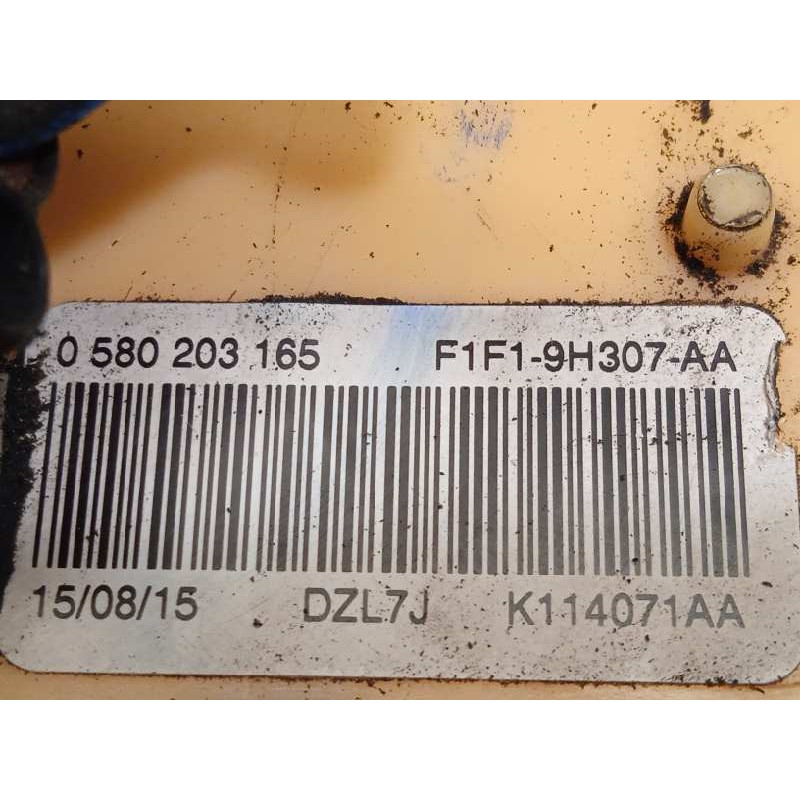 0 580 203 165 F1F1-9H307-AA
15/08/15 DZL7J K114071AA